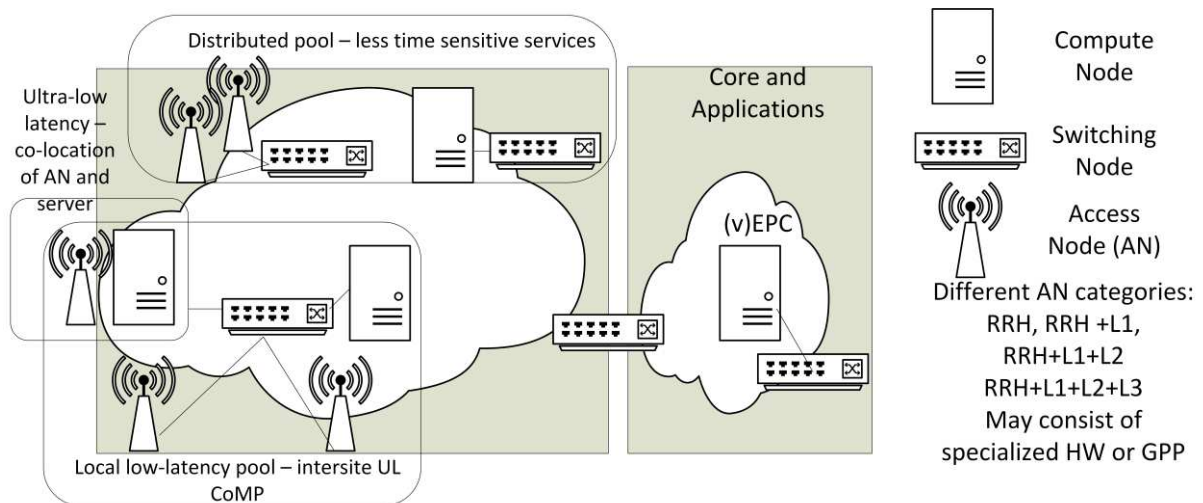 Distributed pool – less time sensitive services
Ultra-low
latency –
co-location
of AN and
server
Core and
Applications
(v)EPC
Local low-latency pool – intersite UL
CoMP
Compute
Node
Switching
Node
Access
Node (AN)
Different AN categories:
RRH, RRH +L1,
RRH+L1+L2
RRH+L1+L2+L3
May consist of
specialized HW or GPP